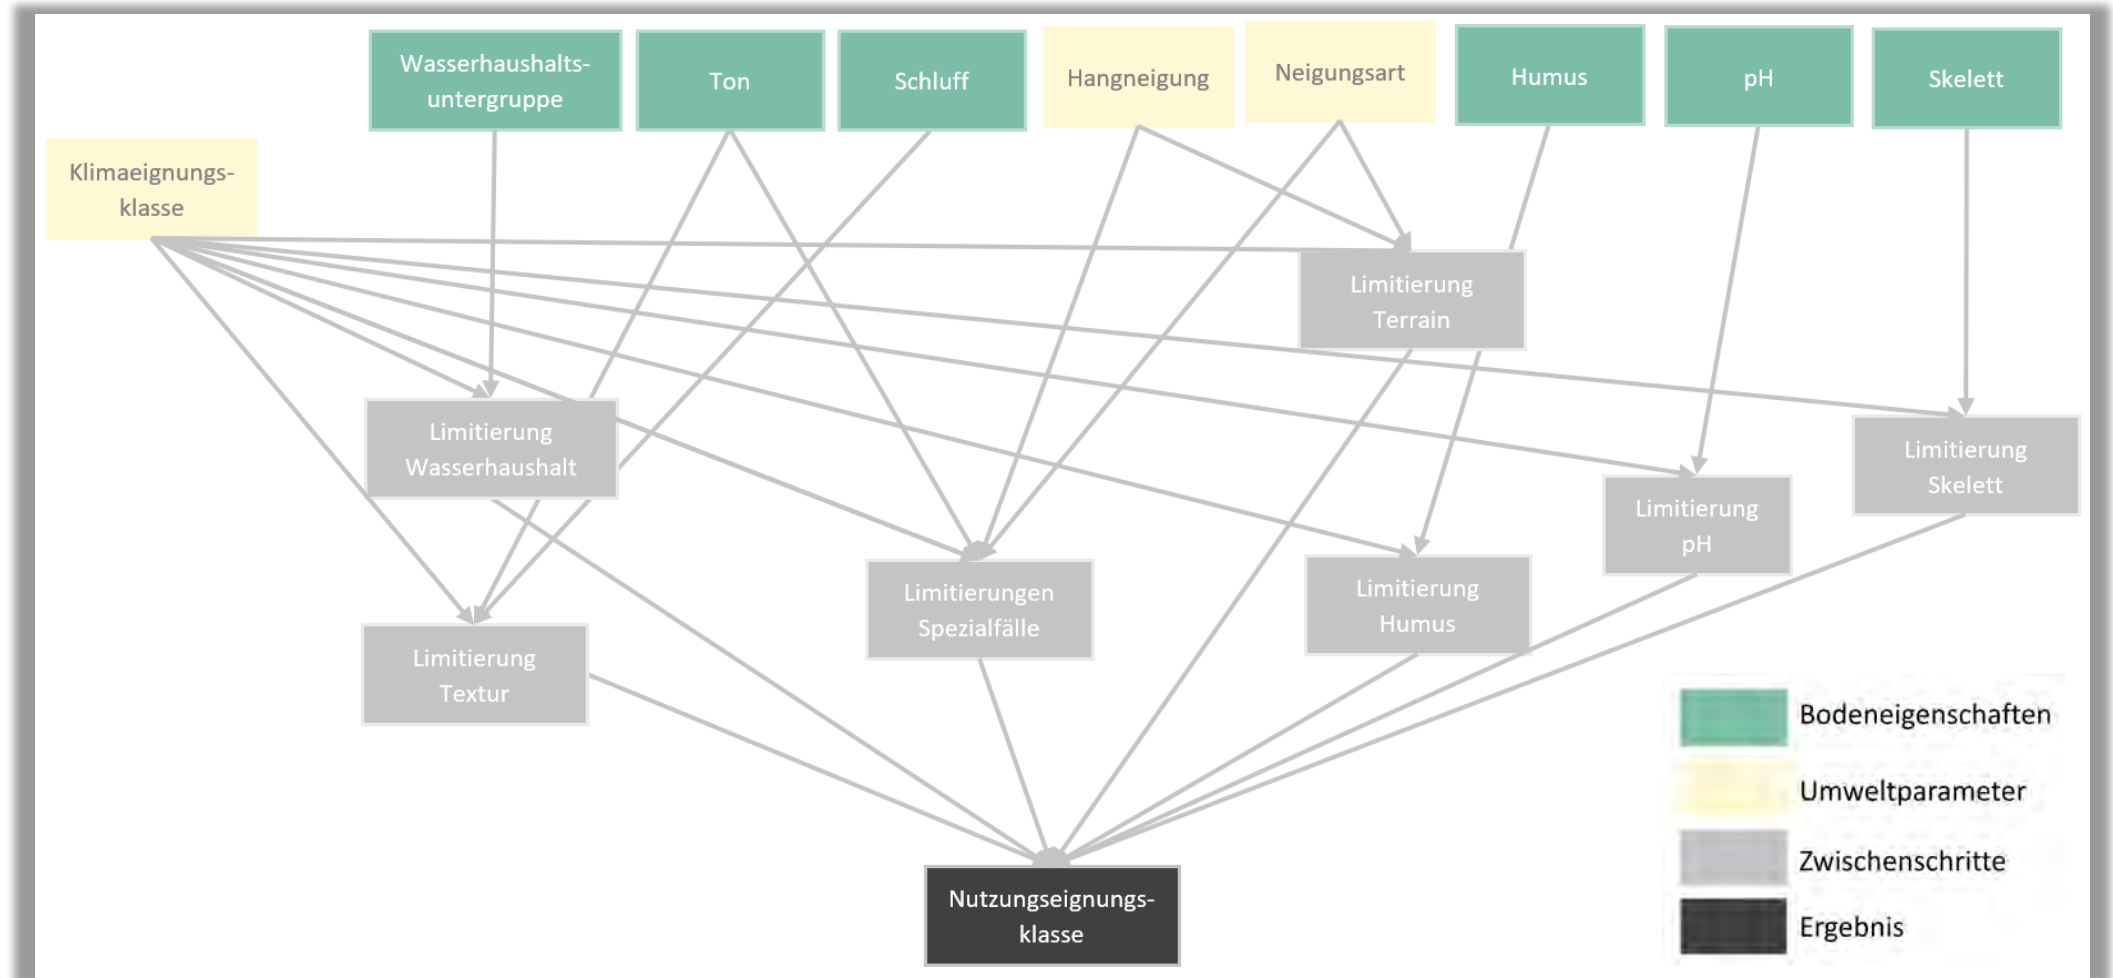 Wasserhaushalts-
untergruppe
Ton
Schluff
Hangneigung
Neigungsart
Humus
pH
Skelett
Klimaeignungs-
klasse
Limitierung
Terrain
Limitierung
Wasserhaushalt
Limitierung
Skelett
Limitierung
pH
Limitierungen
Spezialfälle
Limitierung
Humus
Limitierung
Textur
Nutzungseignungs-
klasse
Bodeneigenschaften
Umweltparameter
Zwischenschritte
Ergebnis